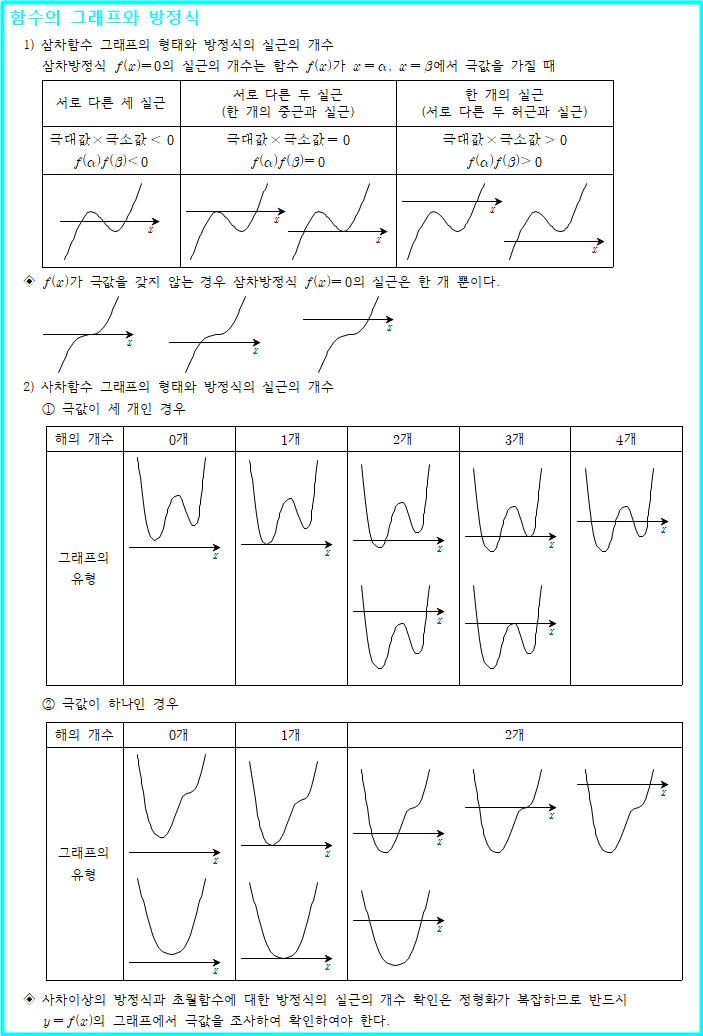 함수의 그래프와 방정식
1) 삼차함수 그래프의 형태와 방정식의 실근의 개수
삼차방정식 f(x)=0의 실근의 개수는 함수 f(x)가 x=α, x=β에서 극값을 가질 때
서로 다른 세 실근
서로 다른 두 실근
(한 개의 중근과 실근)
한 개의 실근
(서로 다른 두 허근과 실근)
극대값×극소값<0
f(α)f(β)<0
극대값×극소값=0
f(α)f(β)=0
극대값×극소값>0
f(α)f(β)>0
x
x
x
x
x
◈ f(x)가 극값을 갖지 않는 경우 삼차방정식 f(x)=0의 실근은 한 개 뿐이다.
x
x
x
2) 사차함수 그래프의 형태와 방정식의 실근의 개수
① 극값이 세 개인 경우
해의 개수 0개 1개 2개 3개 4개
그래프의
유형
x
x
x
x
x
x
x
② 극값이 하나인 경우
해의 개수 0개 1개 2개
그래프의
유형
x
x
x
x
x
x
x
x
◈ 사차이상의 방정식과 초월함수에 대한 방정식의 실근의 개수 확인은 정형화가 복잡하므로 반드시
y=f(x)의 그래프에서 극값을 조사하여 확인하여야 한다.